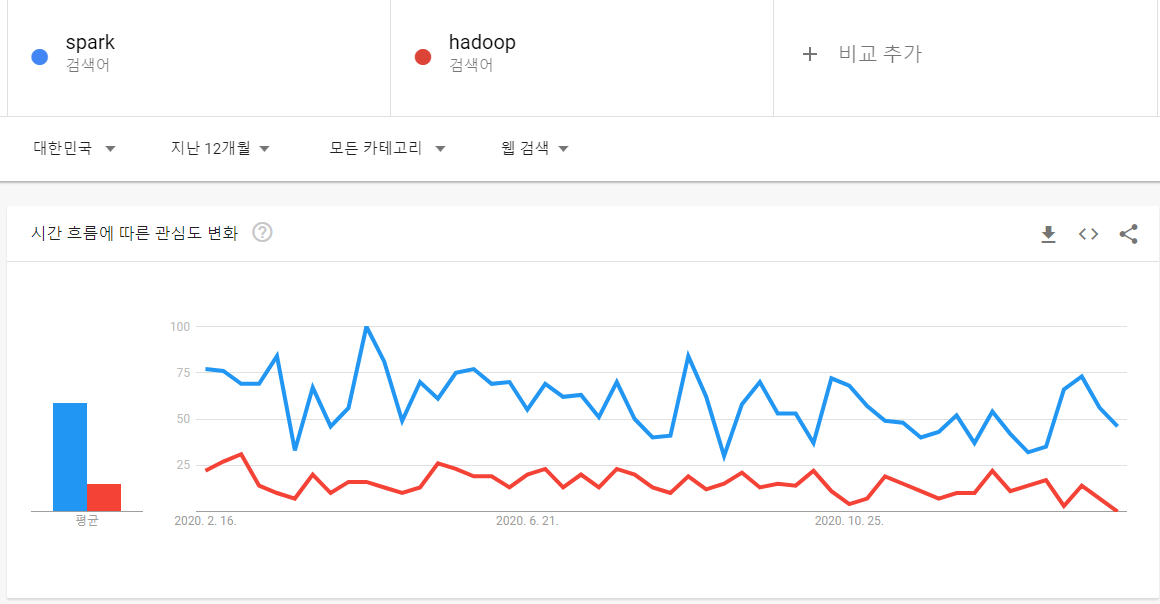 spark
검색어
hadoop
검색어
+ 비교 추가
대한민국
지난 12개월
모든 카테고리
웹 검색
시간 흐름에 따른 관심도 변화
100
75
50
25
평균
2020. 2. 16.
2020. 6. 21.
2020. 10. 25.